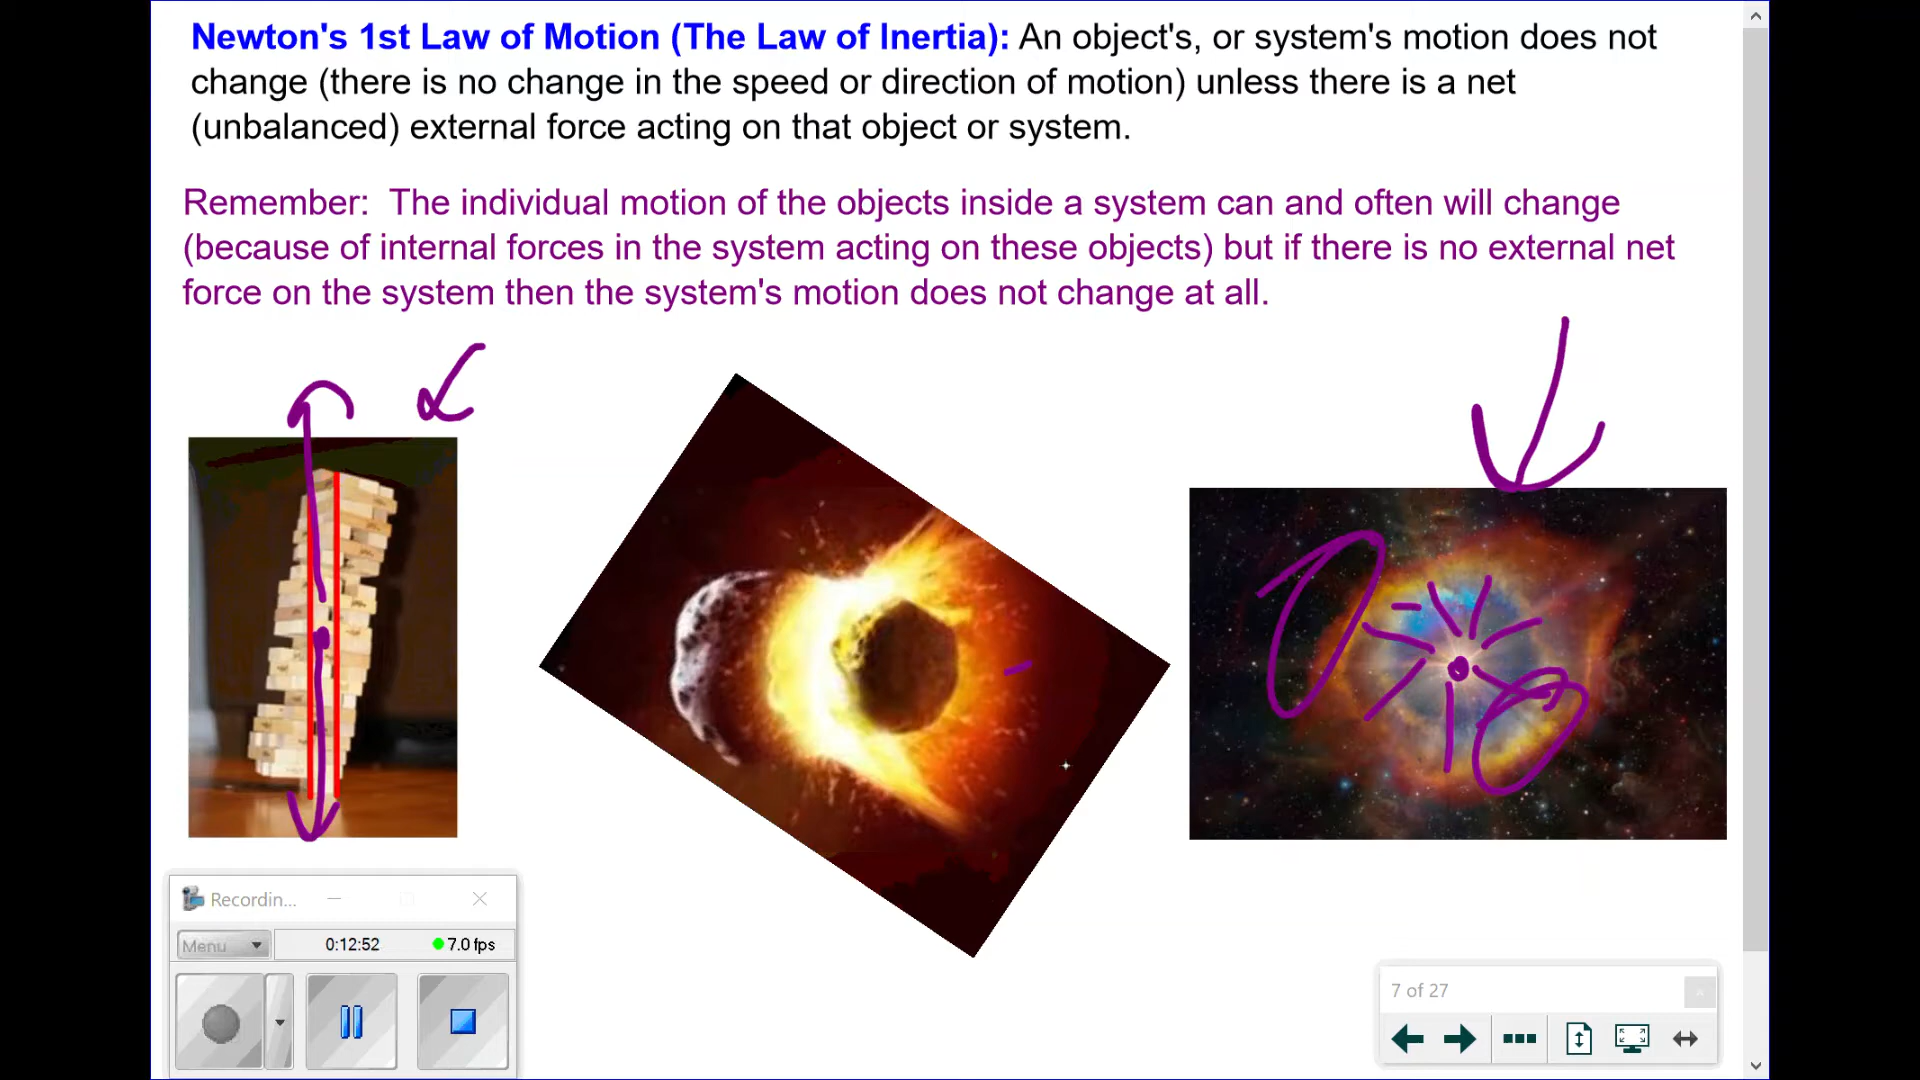 Newton's 1st Law of Motion (The Law of Inertia): An object's, or system's motion does not
change (there is no change in the speed or direction of motion) unless there is a net
(unbalanced) external force acting on that object or system.
Remember: The individual motion of the objects inside a system can and often will change
(because of internal forces in the system acting on these objects) but if there is no external net
force on the system then the system's motion does not change at all.
Recordin...
Menu
0:12:52
7.0 fps
7 of 27